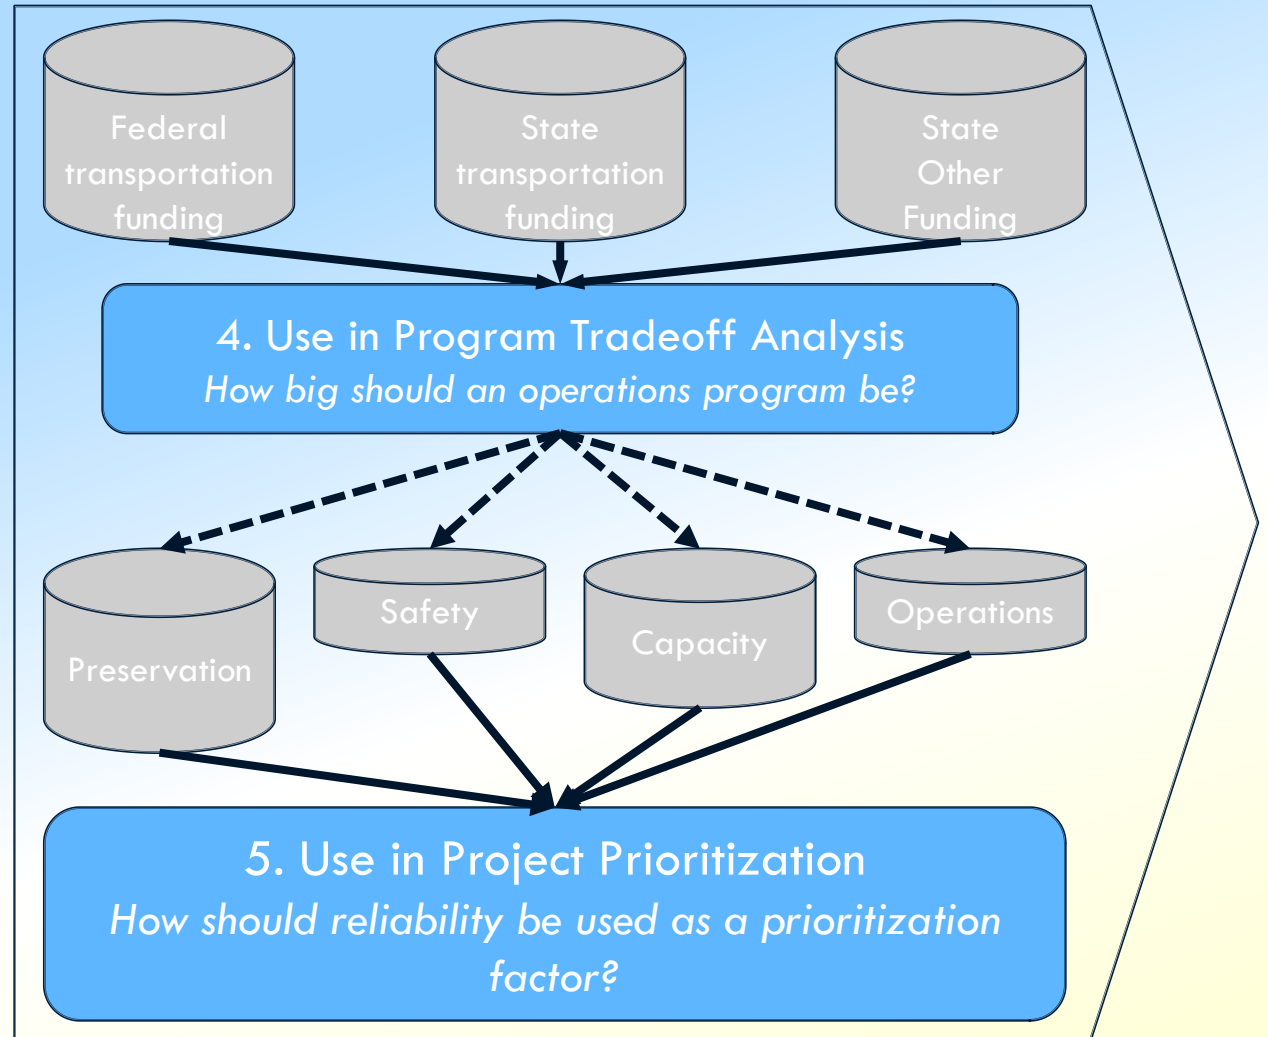 Federal
transportation
funding
State
transportation
funding
State
Other
Funding
4. Use in Program Tradeoff Analysis
How big should an operations program be?
Preservation
Safety
Capacity
Operations
5. Use in Project Prioritization
How should reliability be used as a prioritization
factor?